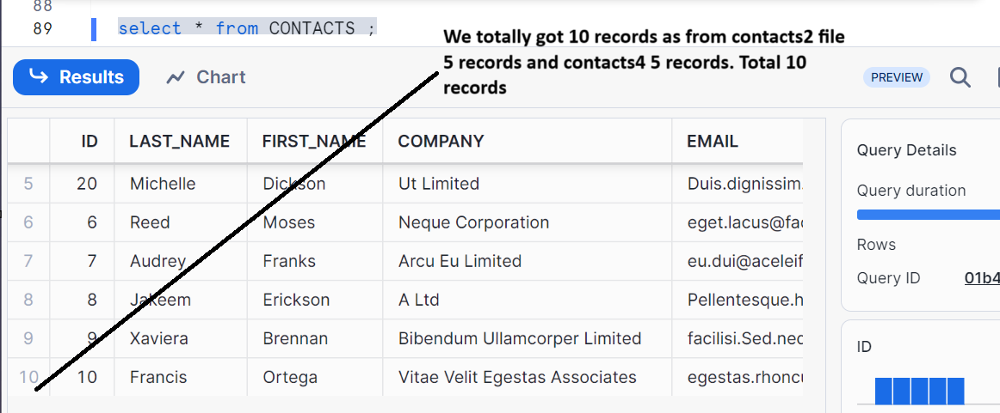 88
89 select * from CONTACTS ;
We totally got 10 records as from contacts2 file
5 records and contacts4 5 records. Total 10
records
Results Chart PREVIEW
ID LAST_NAME FIRST_NAME COMPANY EMAIL
5 20 Michelle Dickson Ut Limited Duis.dignissim.
6 6 Reed Moses Neque Corporation eget.lacus@fac
7 7 Audrey Franks Arcu Eu Limited eu.dui@aceleif
8 8 Jakeem Erickson A Ltd Pellentesque.h
9 9 Xaviera Brennan Bibendum Ullamcorper Limited facilisi.Sed.nec
10 10 Francis Ortega Vitae Velit Egestas Associates egestas.rhoncu
Query Details
Query duration
Rows
Query ID 01b4
ID